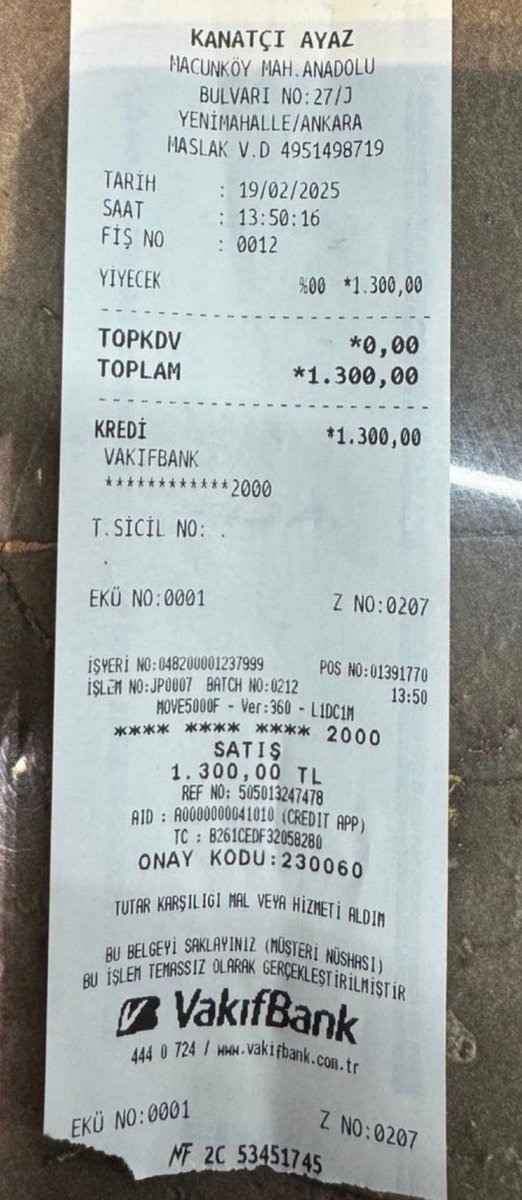 KANATÇI AYAZ
MACUNKÖY MAH.ANADOLU
BULVARI NO:27/J
YENİMAHALLE/ANKARA
MASLAK V.D 4951498719
TARİH : 19/02/2025
SAAT : 13:50:16
FİŞ NO : 0012
YİYECEK %00 *1.300,00
TOPKDV *0,00
TOPLAM *1.300,00
KREDİ *1.300,00
VAKIFBANK
************2000
T.SİCİL NO: .
.
EKÜ NO:0001 Z NO:0207
İŞYERİ NO:048200001237999 POS NO:01391770
İŞLEM NO:JP0007 BATCH NO:0212 13:50
MOVE5000F - Ver:360 - L1DC1M
**** **** **** 2000
SATIŞ
1.300,00 TL
REF NO: 505013247478
AID : A0000000041010 (CREDIT APP)
TC : B261CEDF32058280
ONAY KODU:230060
TUTAR KARŞILIGI MAL VEYA HİZMETİ ALDIM
BU BELGEYİ SAKLAYINIZ (MÜŞTERİ NÜSHASI)
BU İŞLEM TEMASSIZ OLARAK GERÇEKLEŞTİRİLMİŞTİR
VakıfBank
444 0 724 / www.vakifbank.com.tr
EKÜ NO:0001 Z NO:0207
MF 2C 53451745